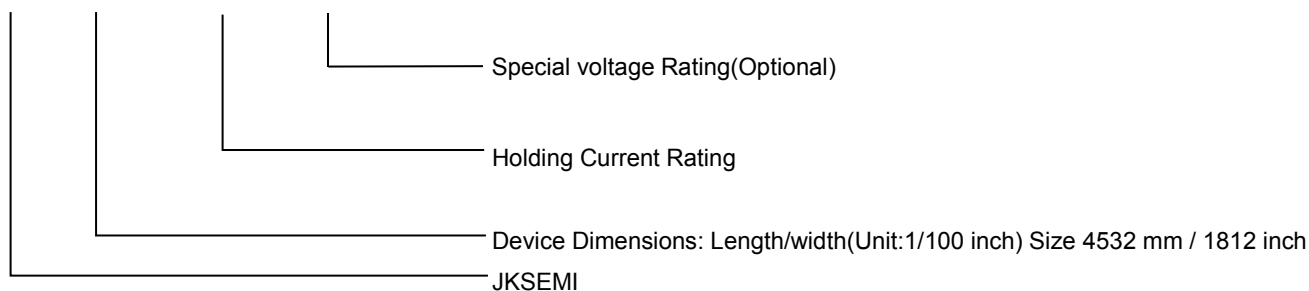 Special voltage Rating(Optional)
Holding Current Rating
Device Dimensions: Length/width(Unit:1/100 inch) Size 4532 mm / 1812 inch
JKSEMI